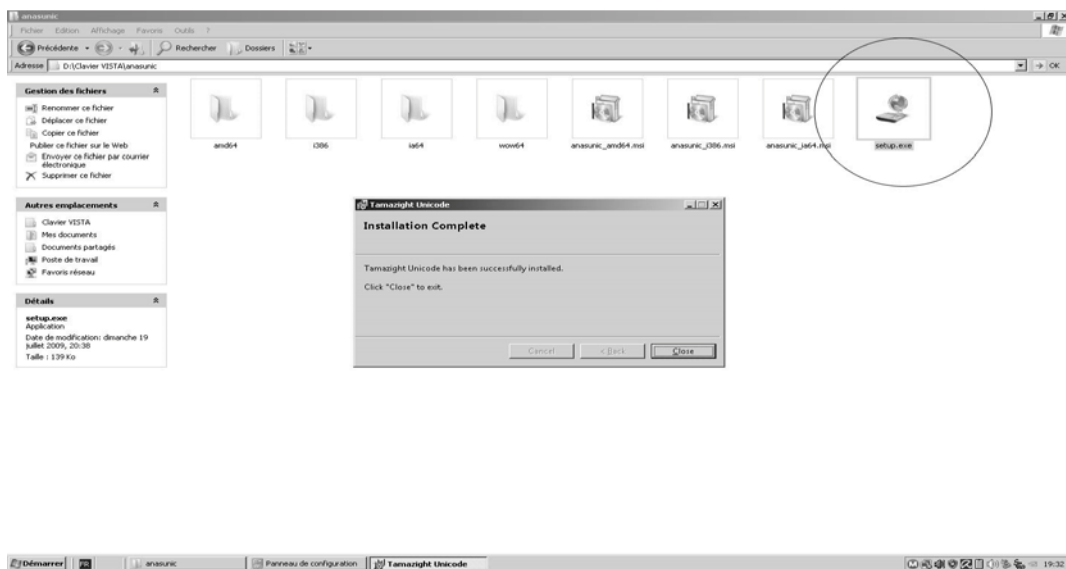 anasunic
Fichier Edition Affichage Favoris Outils ?
Précédente Rechercher Dossiers
Adresse D:\Clavier VISTA\anasunic OK
Gestion des fichiers
Renommer ce fichier
Déplacer ce fichier
Copier ce fichier
Publier ce fichier sur le Web
Envoyer ce fichier par courrier
électronique
Supprimer ce fichier
Autres emplacements
Clavier VISTA
Mes documents
Documents partagés
Poste de travail
Favoris réseau
Détails
setup.exe
Application
Date de modification: dimanche 19
juillet 2009, 20:38
Taille : 139 Ko
amd64 i386 ia64 wow64 anasunic_amd64.msi anasunic_i386.msi anasunic_ia64.msi setup.exe
Tamazight Unicode
Installation Complete
Tamazight Unicode has been successfully installed.
Click "Close" to exit.
Cancel < Back Close
Démarrer FR anasunic Panneau de configuration Tamazight Unicode 19:32